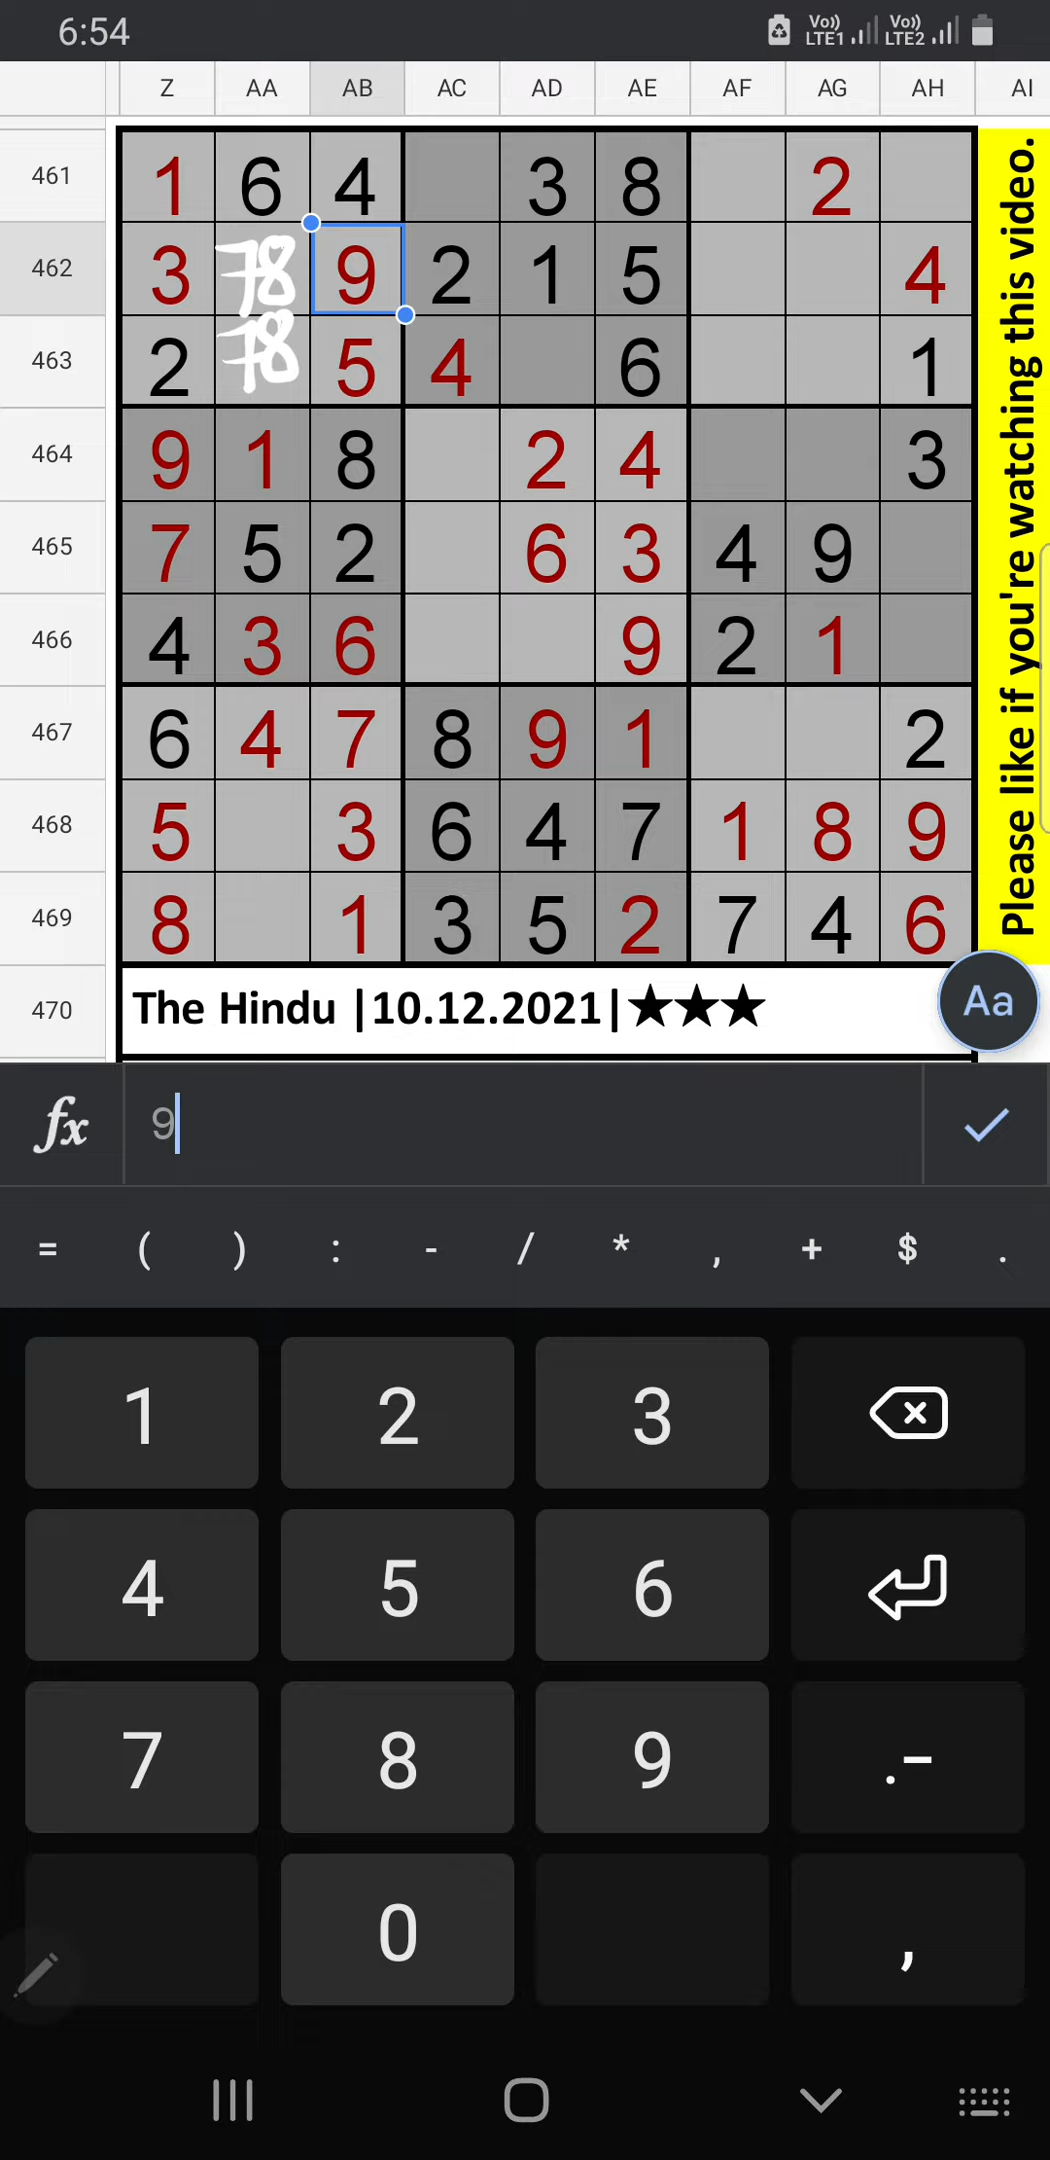 6:54
Vo)) LTE1 Vo)) LTE2
Z AA AB AC AD AE AF AG AH AI
461 1 6 4 3 8 2
462 3 78 9 2 1 5 4
463 2 78 5 4 6 1
464 9 1 8 2 4 3
465 7 5 2 6 3 4 9
466 4 3 6 9 2 1
467 6 4 7 8 9 1 2
468 5 3 6 4 7 1 8 9
469 8 1 3 5 2 7 4 6
470 The Hindu |10.12.2021|★★★
Please like if you're watching this video.
Aa
fx 9
= ( ) : - / * , + $ .
1 2 3
4 5 6
7 8 9 .-
0 ,